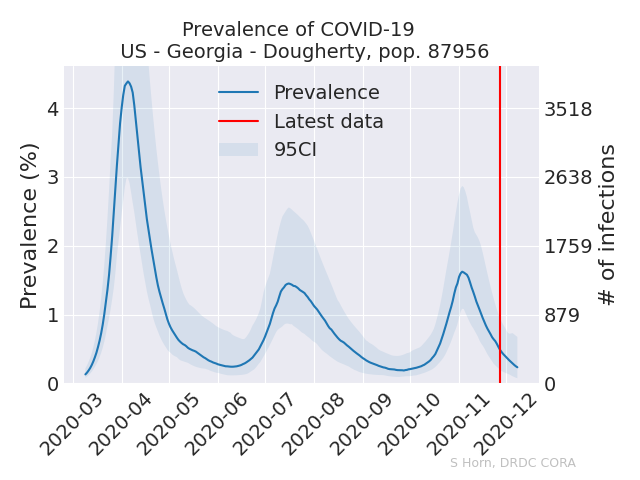 Prevalence of COVID-19
US - Georgia - Dougherty, pop. 87956
Prevalence
Latest data
95CI
Prevalence (%)
4
3
2
1
0
3518
2638
1759
879
0
# of infections
2020-03
2020-04
2020-05
2020-06
2020-07
2020-08
2020-09
2020-10
2020-11
2020-12
S Horn, DRDC CORA